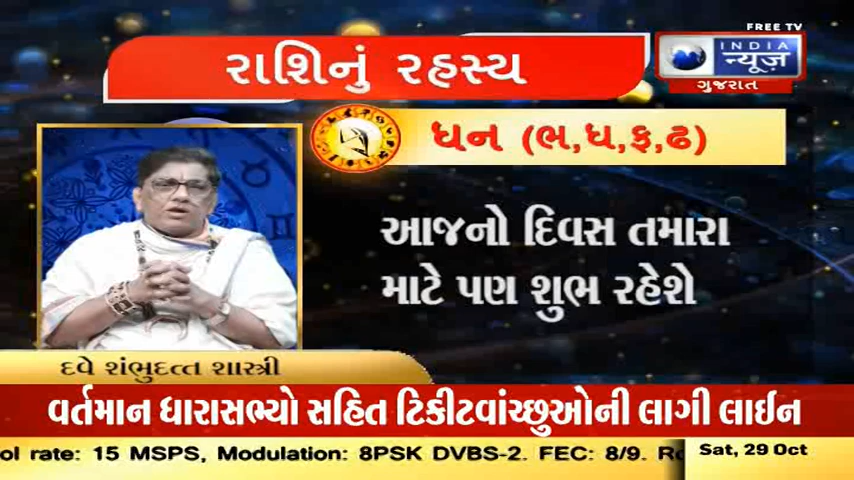 FREE TV
INDIA
ન્યૂઝ
ગુજરાત
રાશિનું રહસ્ય
ધન (ભ,ધ,ફ,ઢ)
આજનો દિવસ તમારા
માટે પણ શુભ રહેશે
દવે શંભુદત્ત શાસ્ત્રી
વર્તમાન ધારાસભ્યો સહિત ટિકીટવાંચ્છુઓની લાગી લાઈન
ol rate: 15 MSPS, Modulation: 8PSK DVBS-2. FEC: 8/9.
Sat, 29 Oct